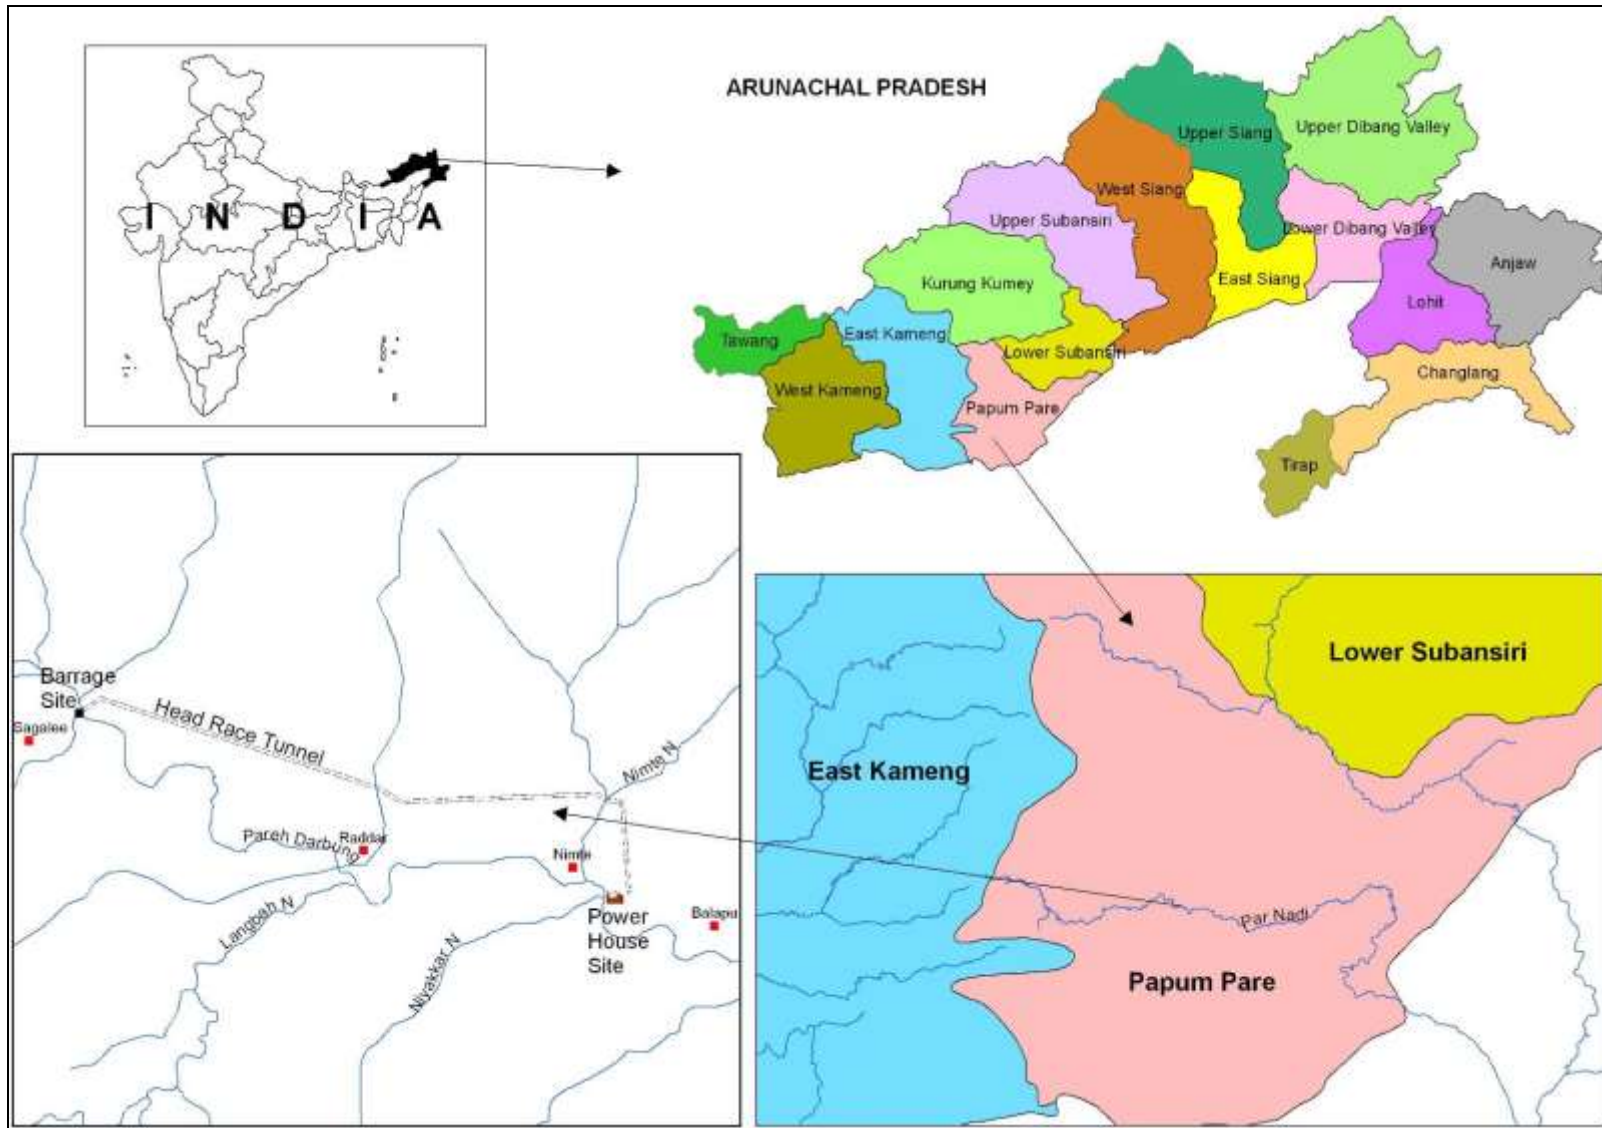 INDIA
ARUNACHAL PRADESH
Upper Siang
Upper Dibang Valley
West Siang
Upper Subansiri
Lower Dibang Valley
East Siang
Anjaw
Kurung Kumey
Lohit
Tawang
East Kameng
Lower Subansiri
Changlang
West Kameng
Papum Pare
Tirap
Barrage
Site
Sagalee
Head Race Tunnel
Nimte N
Pareh Darbung
Raddar
Nimte
Langbah N
Niyakkar N
Power
House
Site
Balapu
Lower Subansiri
East Kameng
Par Nadi
Papum Pare